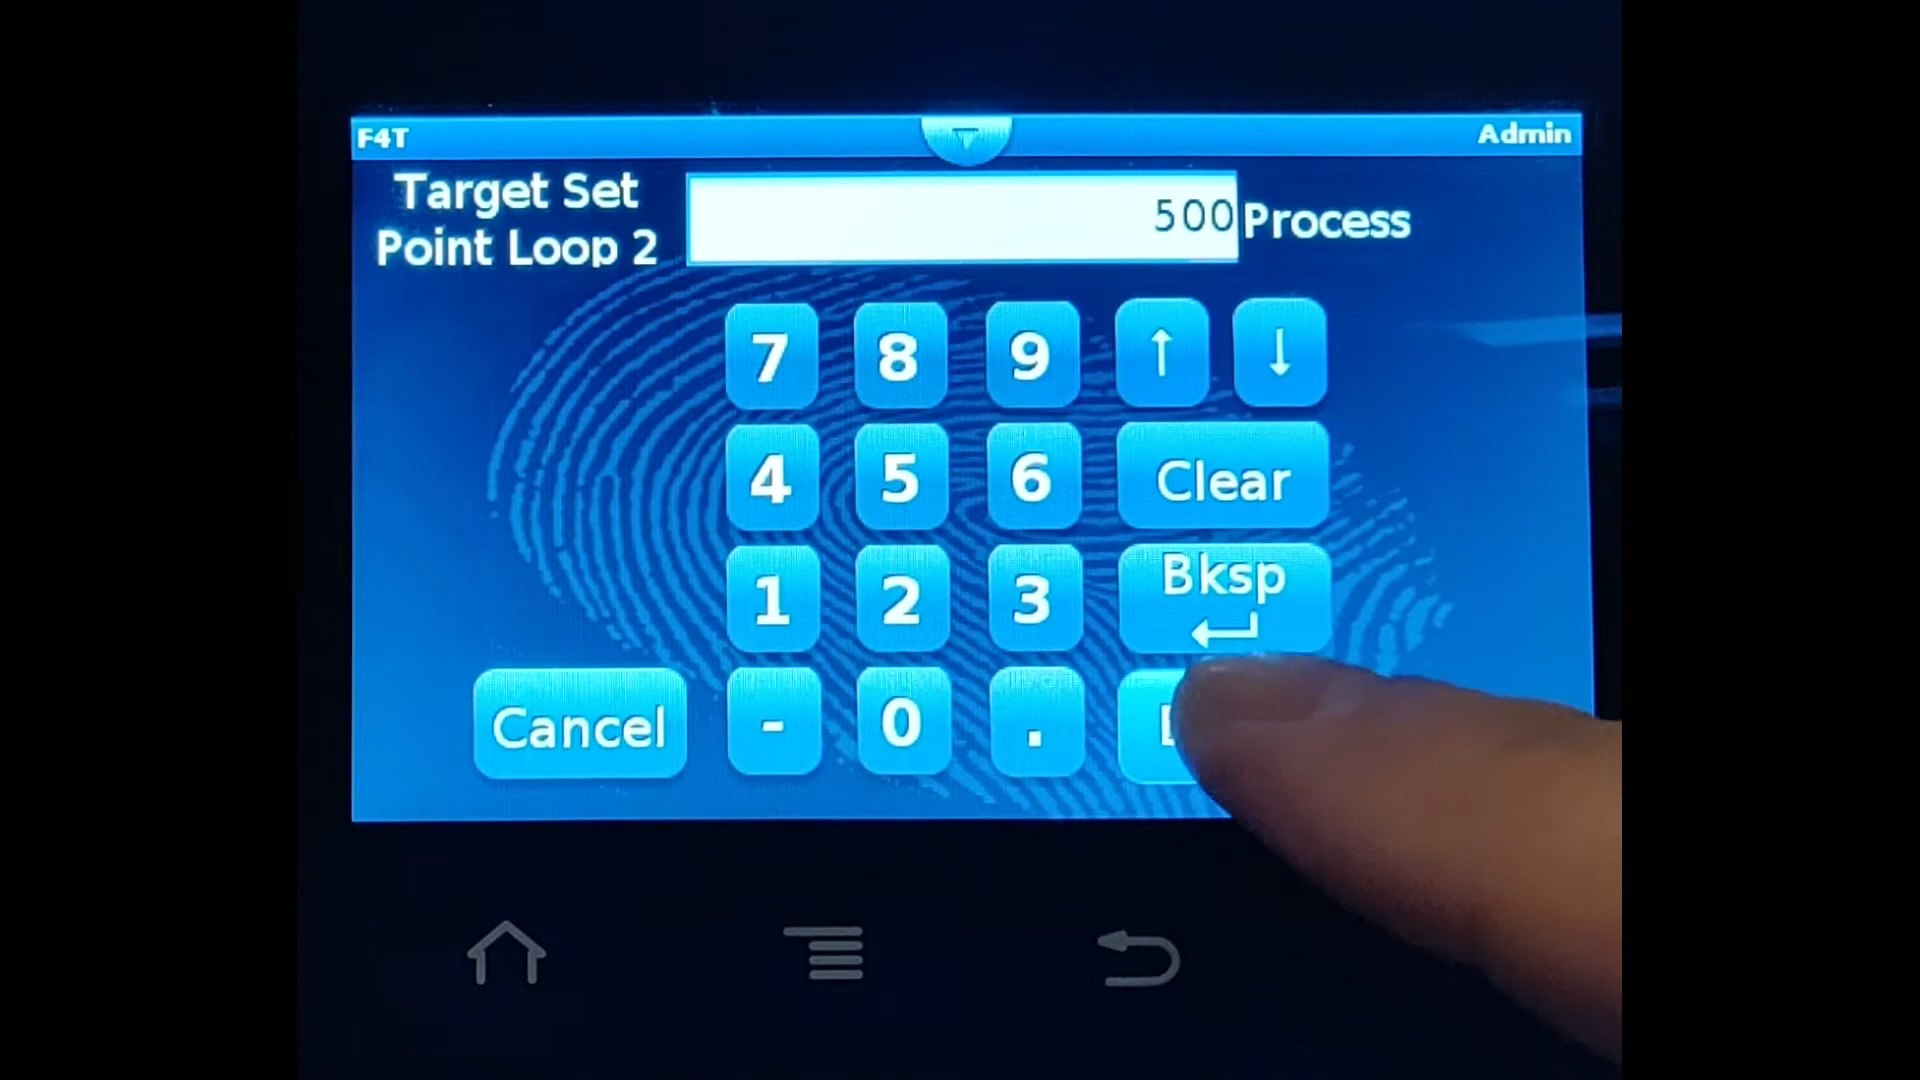 F4T
Admin
Target Set
Point Loop 2
500 Process
7 8 9 ↑ ↓
4 5 6 Clear
1 2 3 Bksp
Cancel - 0 .